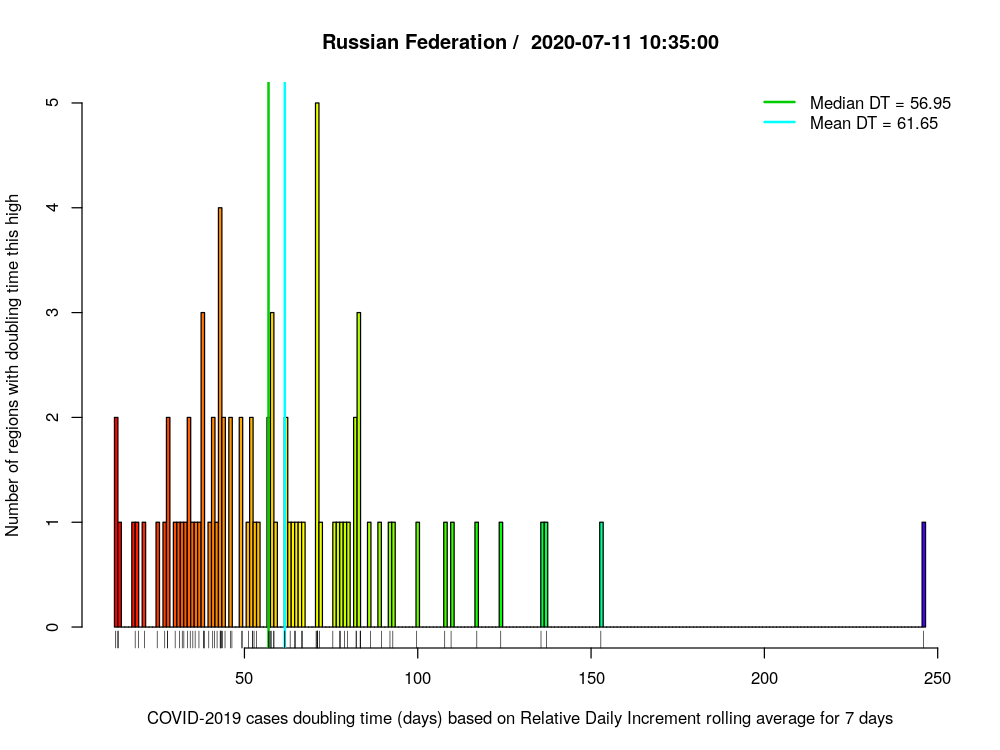 Russian Federation /  2020-07-11 10:35:00
Median DT = 56.95
Mean DT = 61.65
Number of regions with doubling time this high
5
4
3
2
1
0
50 100 150 200 250
COVID-2019 cases doubling time (days) based on Relative Daily Increment rolling average for 7 days